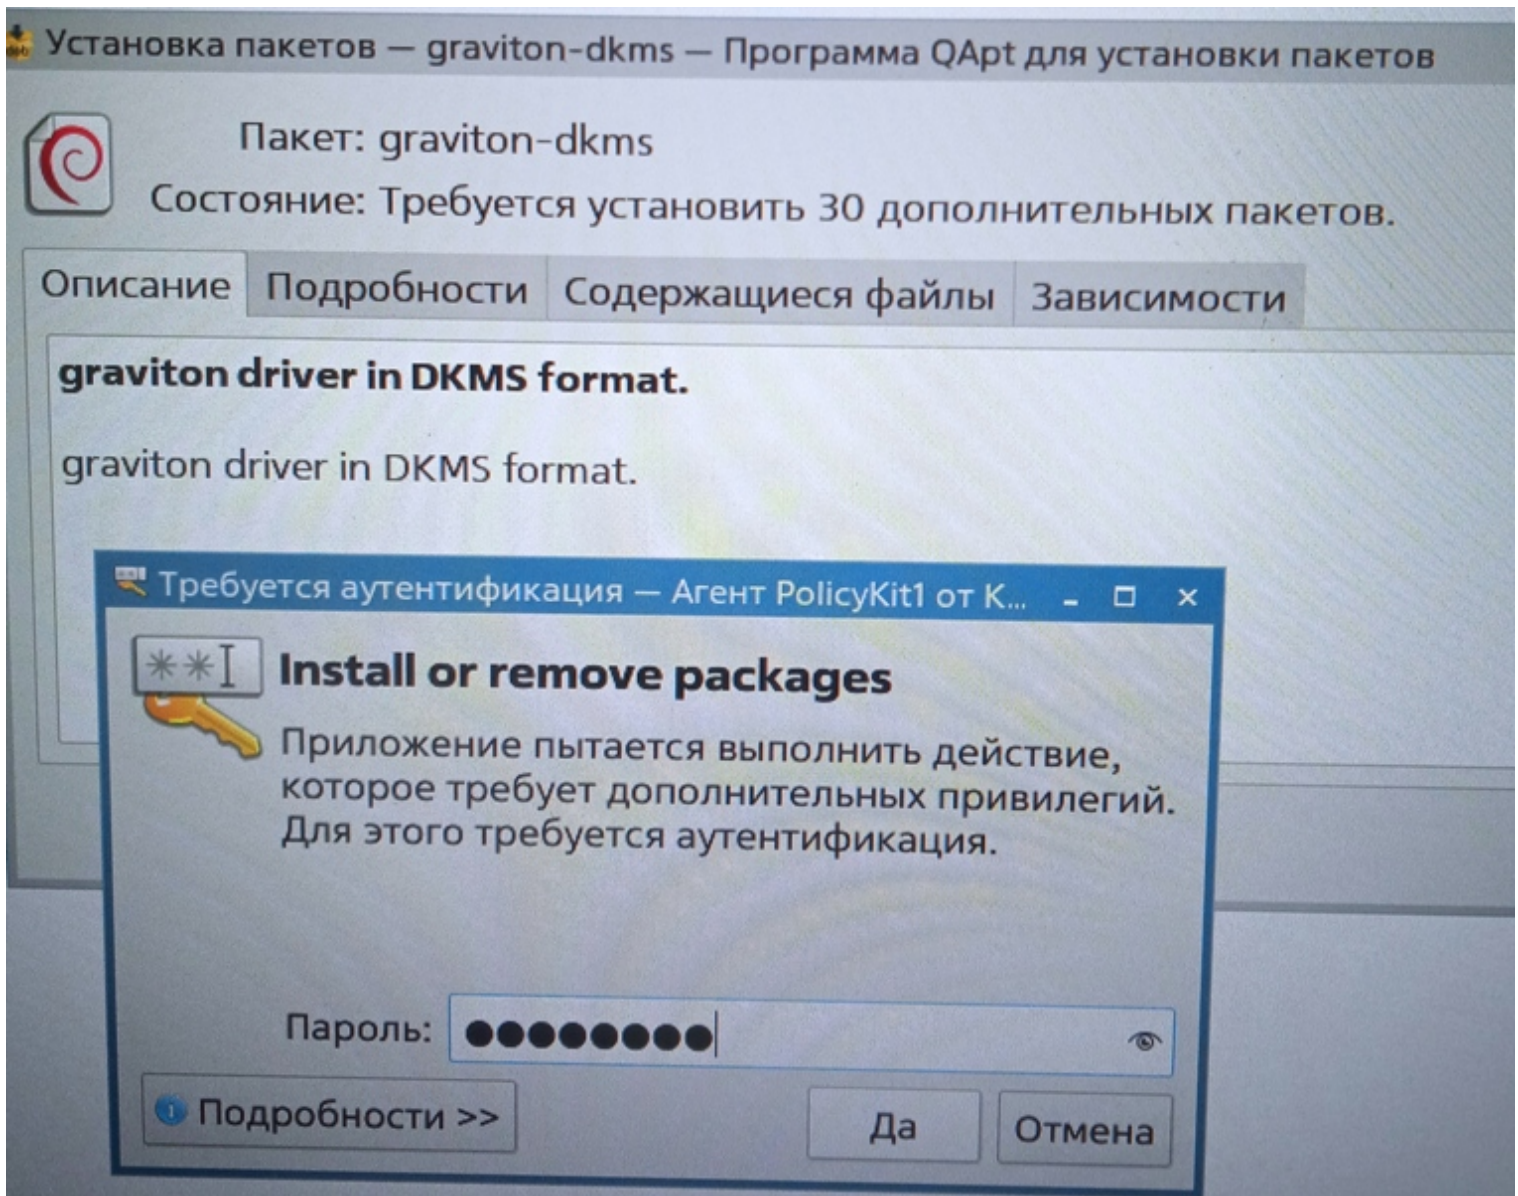 Установка пакетов — graviton-dkms — Программа QApt для установки пакетов
Пакет: graviton-dkms
Состояние: Требуется установить 30 дополнительных пакетов.
Описание Подробности Содержащиеся файлы Зависимости
graviton driver in DKMS format.
graviton driver in DKMS format.
Требуется аутентификация — Агент PolicyKit1 от K...
Install or remove packages
Приложение пытается выполнить действие,
которое требует дополнительных привилегий.
Для этого требуется аутентификация.
Пароль: ●●●●●●●●
Подробности >> Да Отмена